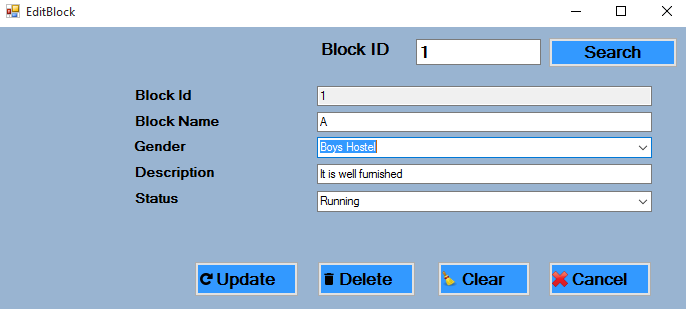 EditBlock
Block ID 1 Search
Block Id 1
Block Name A
Gender Boys Hostel
Description It is well furnished
Status Running
Update Delete Clear Cancel